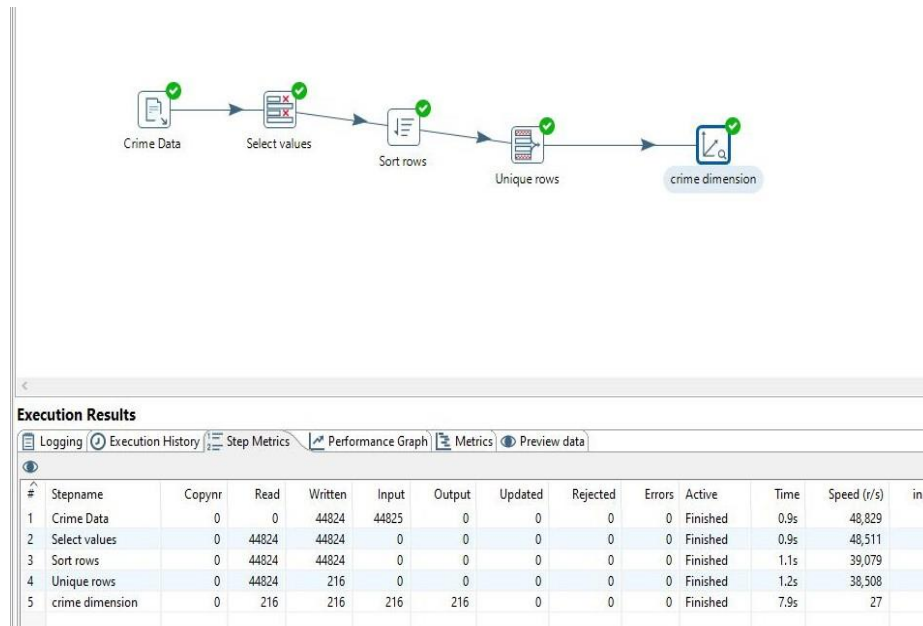 Crime Data
Select values
Sort rows
Unique rows
crime dimension
Execution Results
Logging Execution History Step Metrics Performance Graph Metrics Preview data
# Stepname Copynr Read Written Input Output Updated Rejected Errors Active Time Speed (r/s) in
1 Crime Data 0 0 44824 44825 0 0 0 0 Finished 0.9s 48,829
2 Select values 0 44824 44824 0 0 0 0 0 Finished 0.9s 48,511
3 Sort rows 0 44824 44824 0 0 0 0 0 Finished 1.1s 39,079
4 Unique rows 0 44824 216 0 0 0 0 0 Finished 1.2s 38,508
5 crime dimension 0 216 216 216 216 0 0 0 Finished 7.9s 27